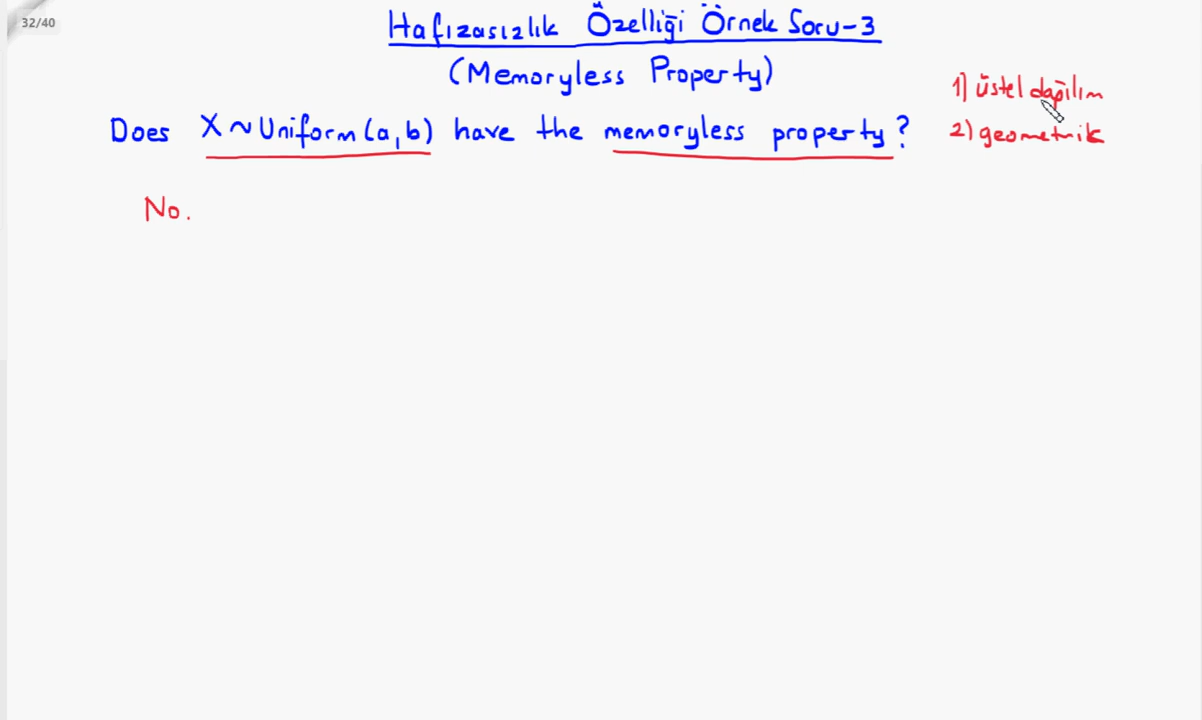 32/40
Hafızasızlık Özelliği Örnek Soru-3
(Memoryless Property)
1) üstel dağılım
Does X~Uniform(a,b) have the memoryless property?
2) geometrik
No.